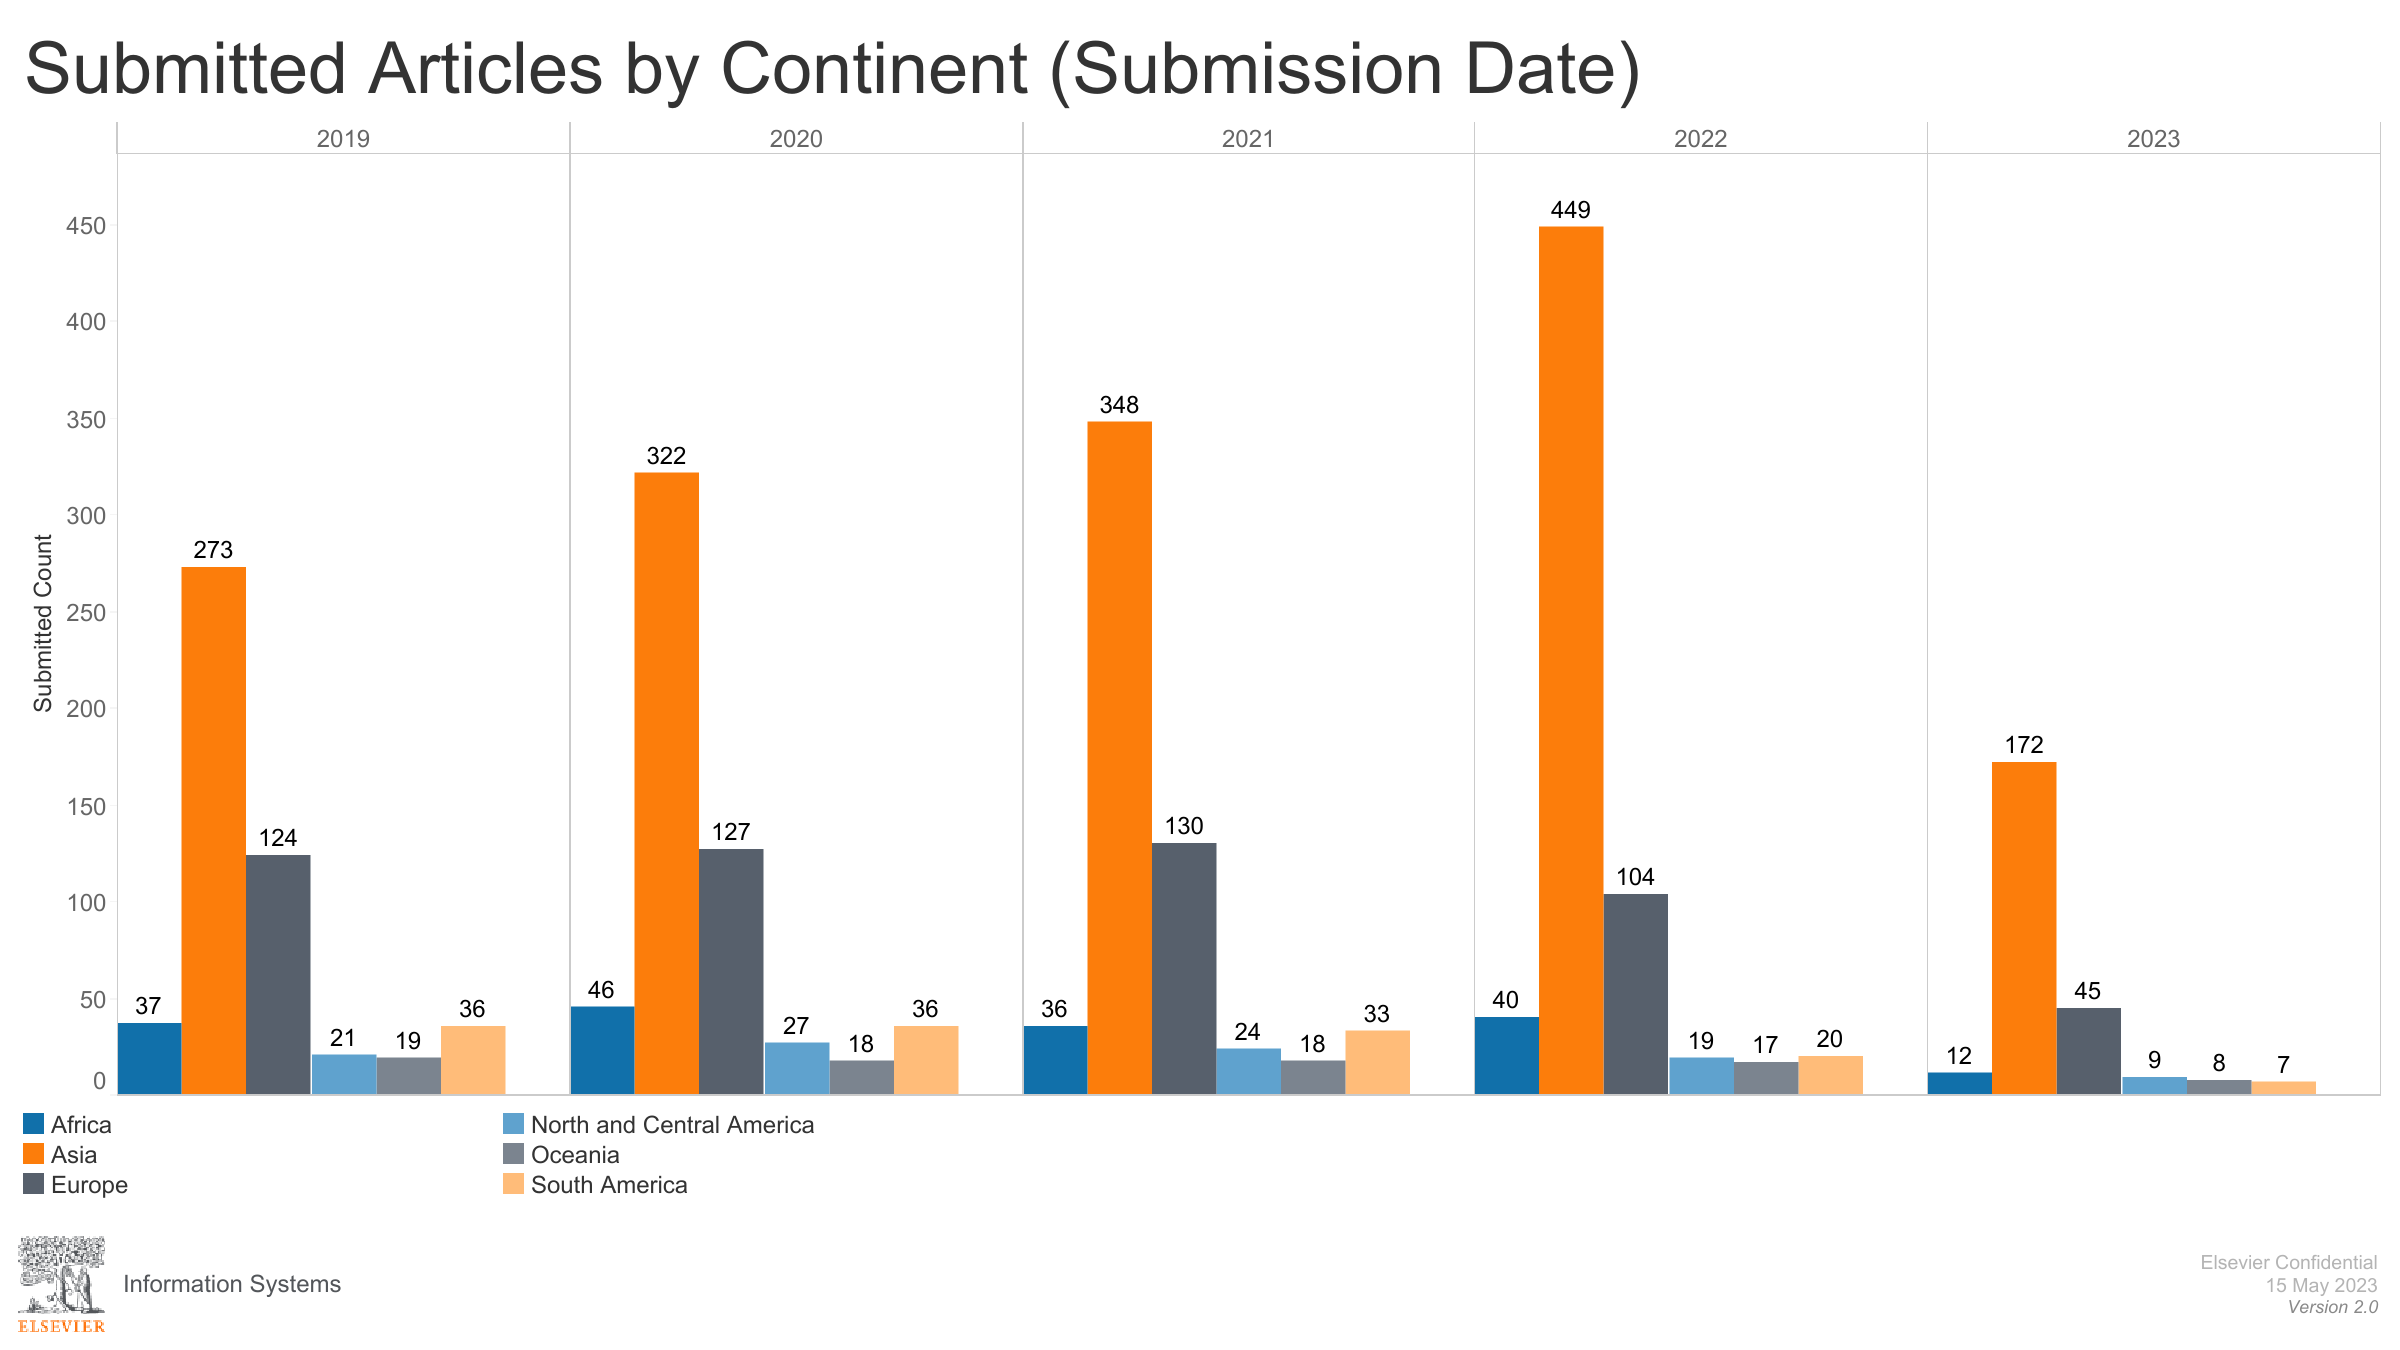 Submitted Articles by Continent (Submission Date)
2019 2020 2021 2022 2023
Submitted Count
450
400
350
300
250
200
150
100
50
0
37 273 124 21 19 36
46 322 127 27 18 36
36 348 130 24 18 33
40 449 104 19 17 20
12 172 45 9 8 7
Africa
Asia
Europe
North and Central America
Oceania
South America
ELSEVIER
Information Systems
Elsevier Confidential
15 May 2023
Version 2.0